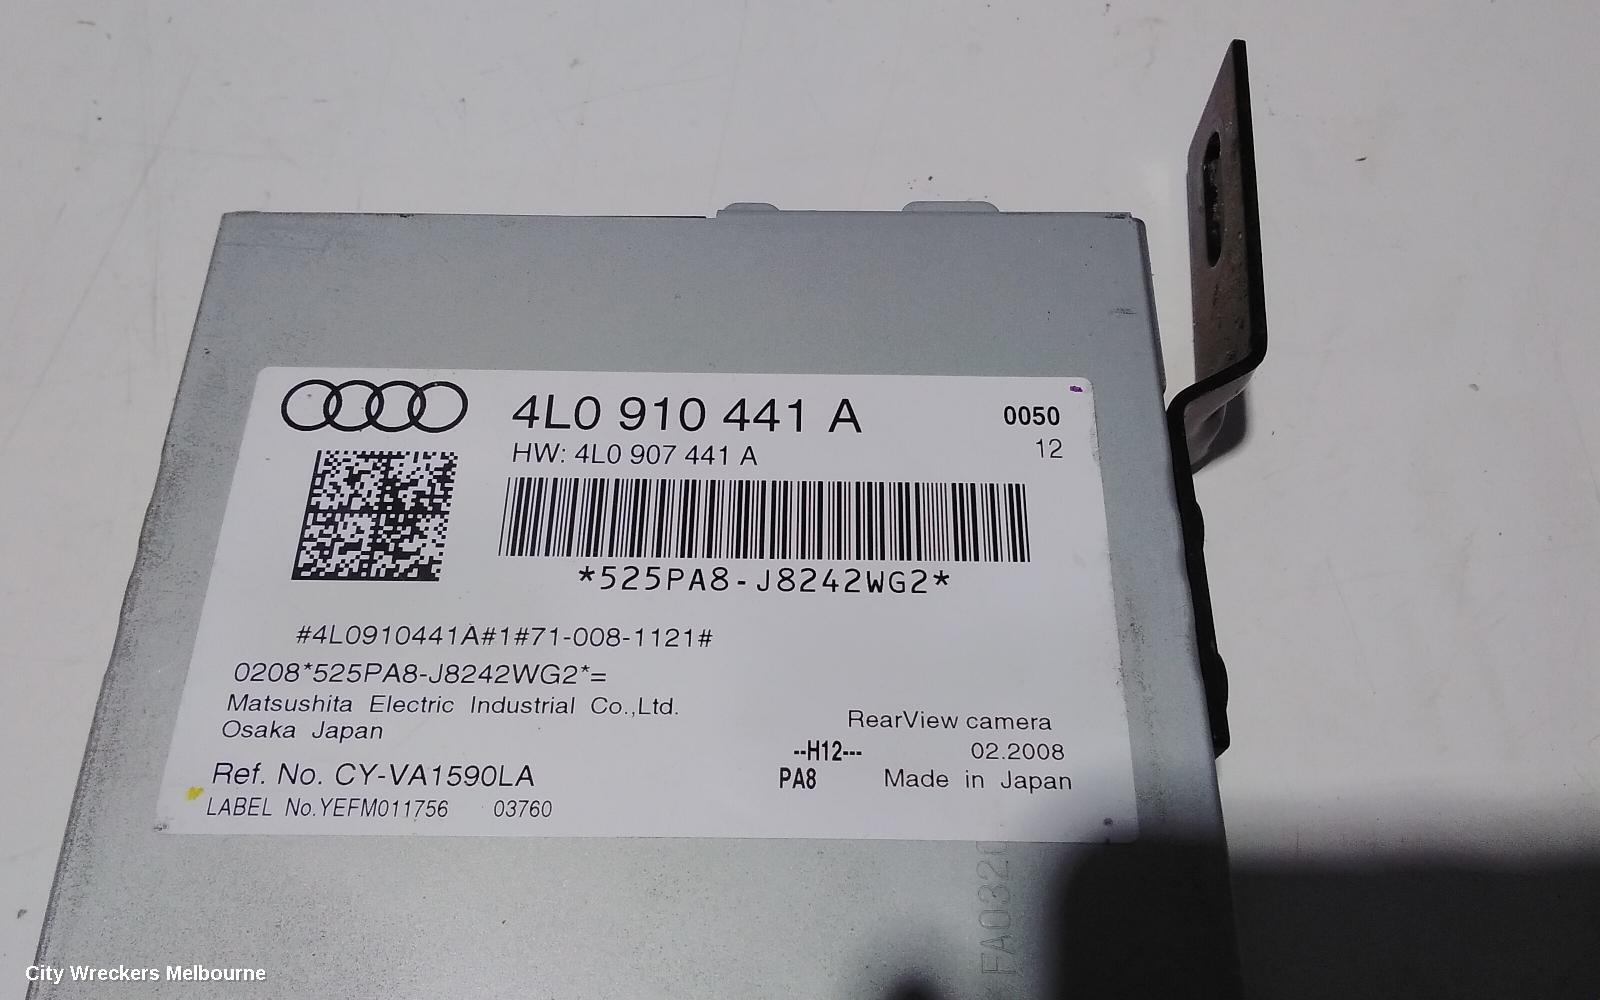 4L0 910 441 A
0050
HW: 4L0 907 441 A
12
*525PA8-J8242WG2*
#4L0910441A#1#71-008-1121#
0208*525PA8-J8242WG2*=
Matsushita Electric Industrial Co.,Ltd.
Osaka Japan
RearView camera
--H12---
02.2008
Ref. No. CY-VA1590LA
PA8
Made in Japan
LABEL No.YEFM011756
03760
City Wreckers Melbourne